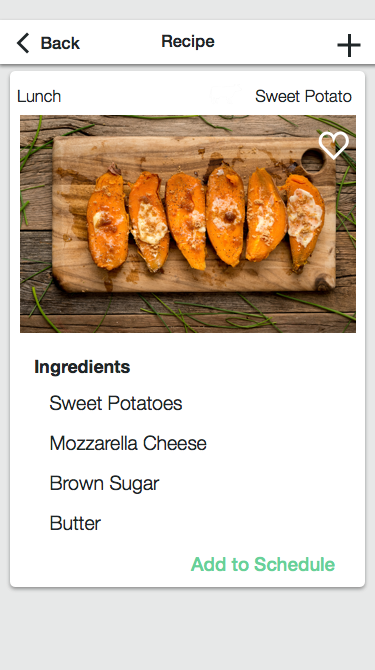 Back
Recipe
Lunch
Sweet Potato
Ingredients
Sweet Potatoes
Mozzarella Cheese
Brown Sugar
Butter
Add to Schedule